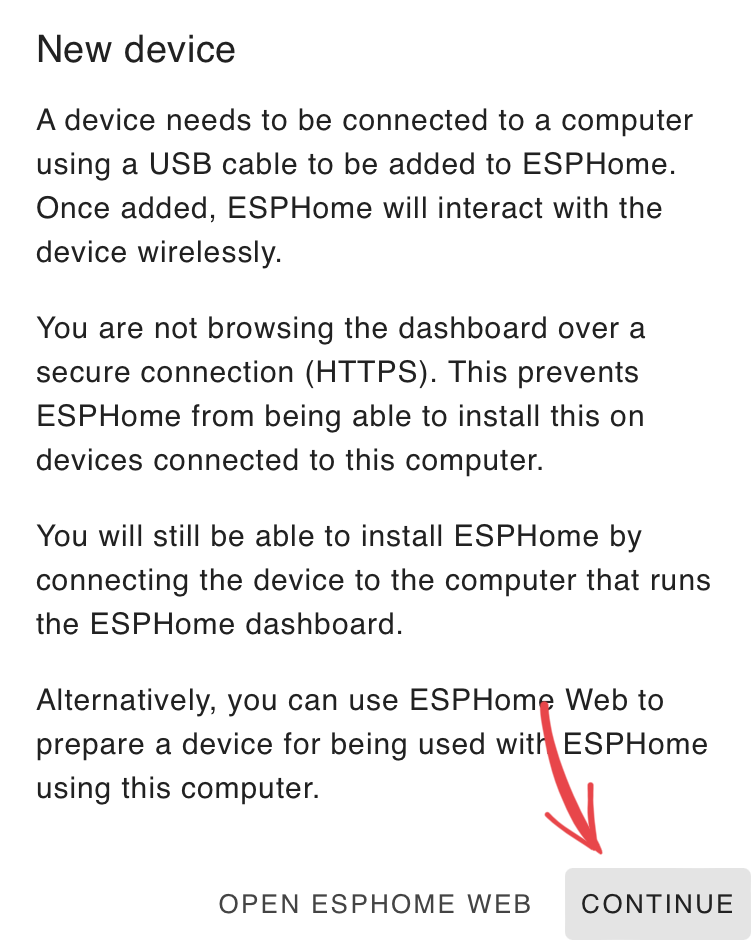 New device
A device needs to be connected to a computer
using a USB cable to be added to ESPHome.
Once added, ESPHome will interact with the
device wirelessly.
You are not browsing the dashboard over a
secure connection (HTTPS). This prevents
ESPHome from being able to install this on
devices connected to this computer.
You will still be able to install ESPHome by
connecting the device to the computer that runs
the ESPHome dashboard.
Alternatively, you can use ESPHome Web to
prepare a device for being used with ESPHome
using this computer.
OPEN ESPHOME WEB CONTINUE